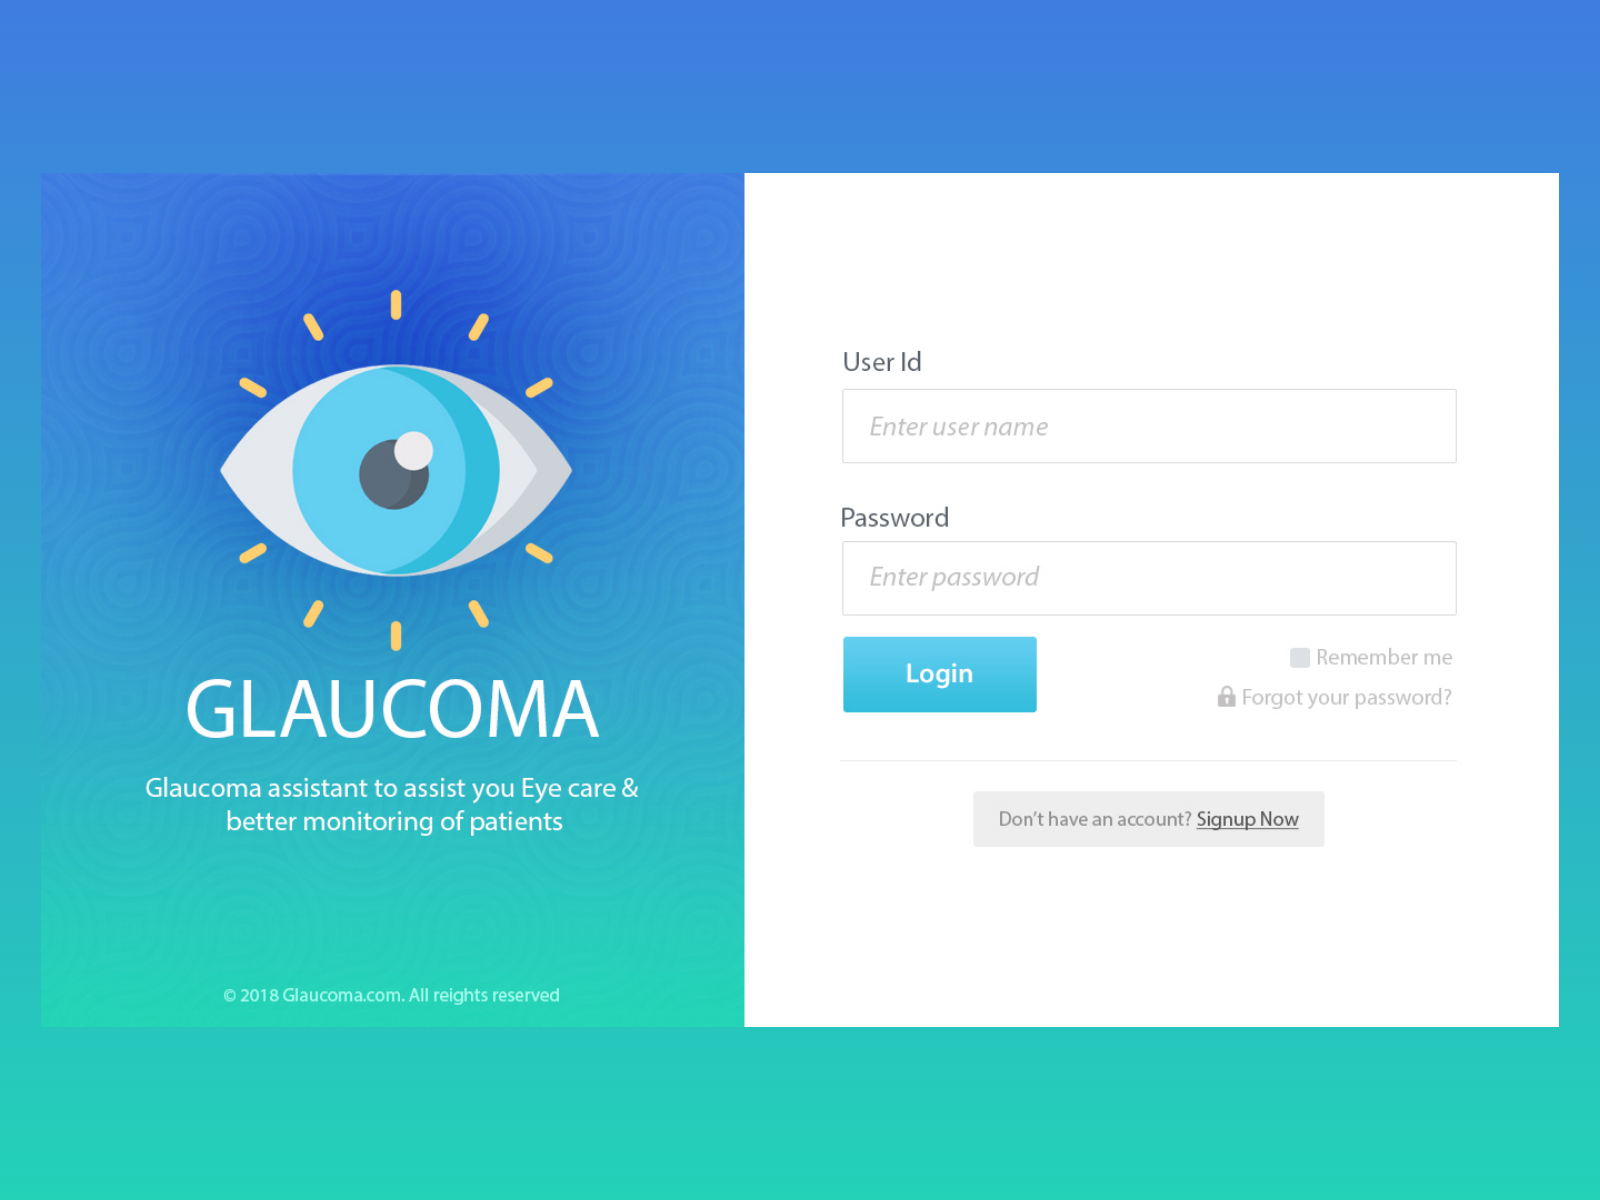 GLAUCOMA
Glaucoma assistant to assist you Eye care &
better monitoring of patients
© 2018 Glaucoma.com. All reights reserved
User Id
Enter user name
Password
Enter password
Login
Remember me
Forgot your password?
Don't have an account? Signup Now